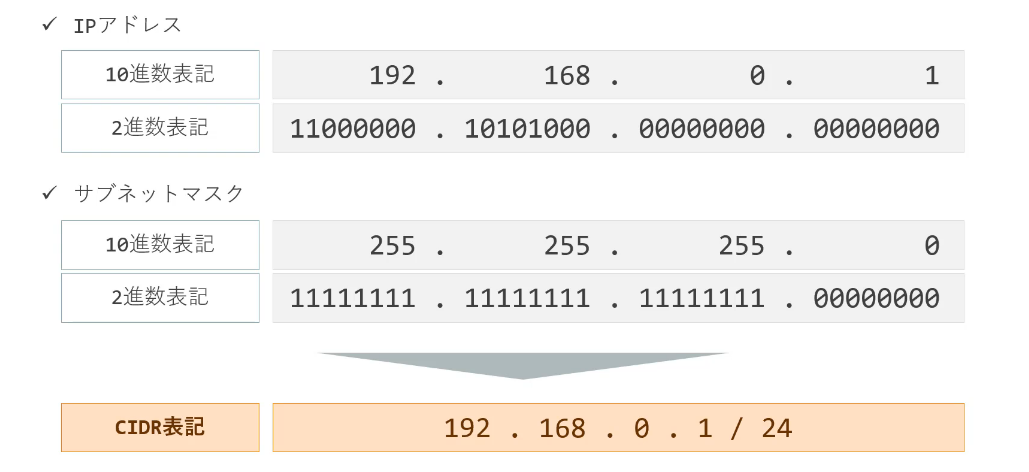 ✓ IPアドレス
10進数表記 192 . 168 . 0 . 1
2進数表記 11000000 . 10101000 . 00000000 . 00000000
✓ サブネットマスク
10進数表記 255 . 255 . 255 . 0
2進数表記 11111111 . 11111111 . 11111111 . 00000000
CIDR表記 192 . 168 . 0 . 1 / 24